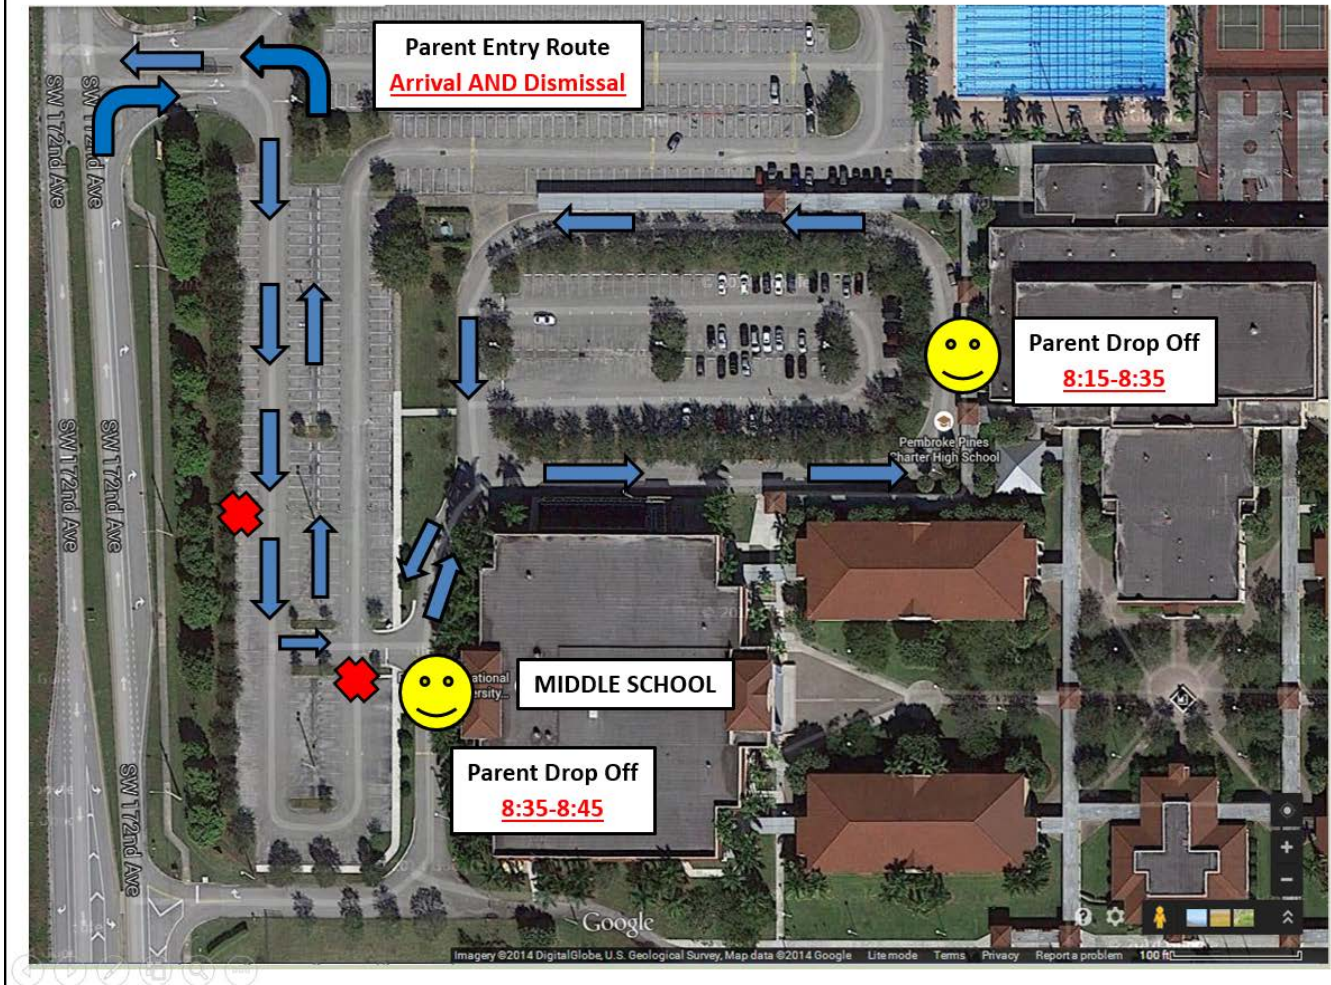 Parent Entry Route
Arrival AND Dismissal
SW 172nd Ave
SW 172nd Ave
Parent Drop Off
8:15-8:35
Pembroke Pines
Charter High School
SW 172nd Ave
SW 172nd Ave
MIDDLE SCHOOL
Parent Drop Off
8:35-8:45
SW 172nd Ave
Google
Imagery ©2014 DigitalGlobe, U.S. Geological Survey, Map data ©2014 Google Lite mode Terms Privacy Report a problem 100 ft